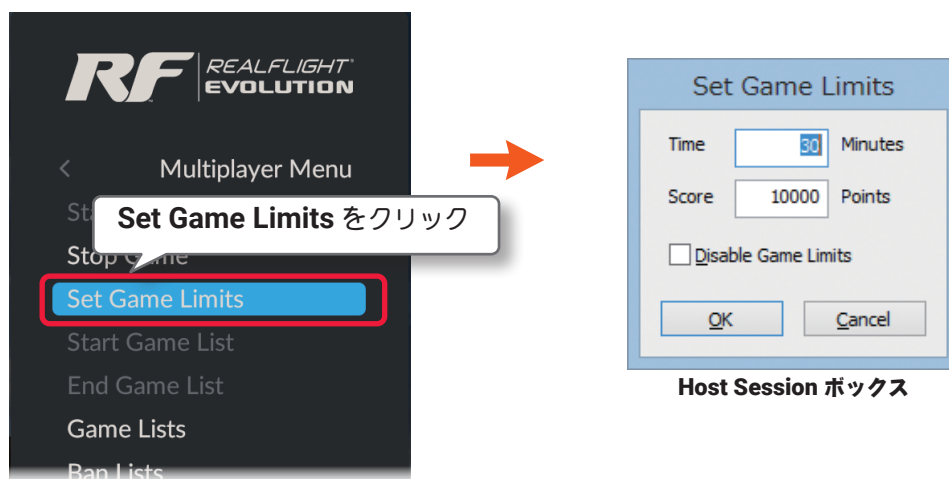 RF REALFLIGHT
EVOLUTION
< Multiplayer Menu
Set Game Limits をクリック
Stop Game
Set Game Limits
Start Game List
End Game List
Game Lists
Ban Lists
Set Game Limits
Time 30 Minutes
Score 10000 Points
Disable Game Limits
OK Cancel
Host Session ボックス